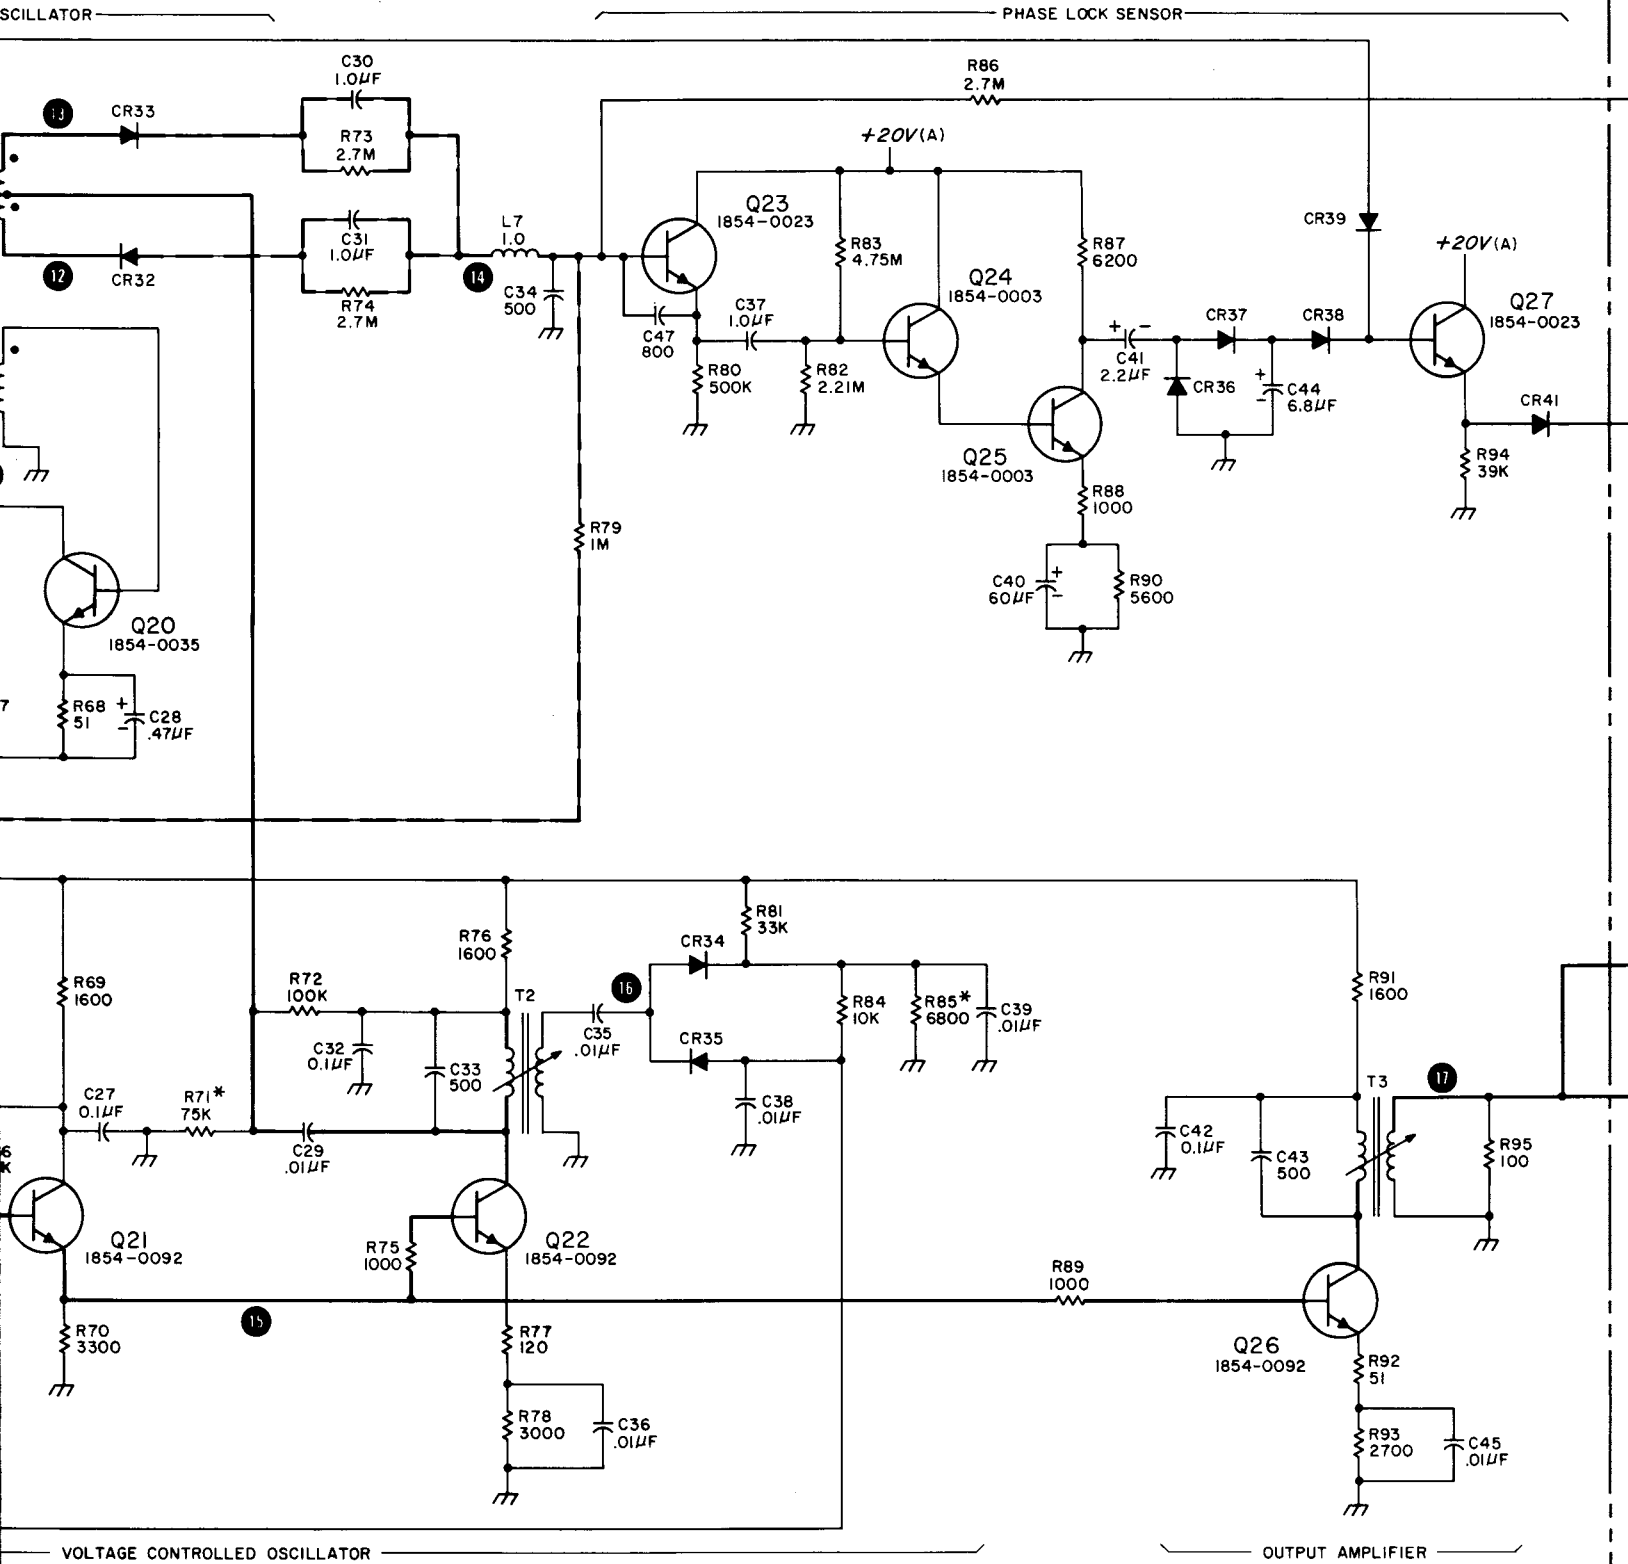 SCILLATOR
PHASE LOCK SENSOR
C30
1.0µF
R86
2.7M
13
CR33
R73
2.7M
+20V(A)
Q23
1854-0023
CR39
L7
1.0
C31
1.0µF
R83
4.75M
R87
6200
+20V(A)
12
CR32
14
R74
2.7M
C34
500
C37
1.0µF
Q24
1854-0003
Q27
1854-0023
C47
800
+ -
C41
2.2µF
CR37
CR38
R80
500K
R82
2.21M
CR36
+
-
C44
6.8µF
CR41
Q25
1854-0003
R94
39K
R88
1000
R79
1M
C40
60µF
+
-
R90
5600
Q20
1854-0035
7
R68
51
+
-
C28
.47µF
R81
33K
R76
1600
CR34
R69
1600
R72
100K
16
T2
R91
1600
C35
.01µF
R84
10K
R85*
6800
C39
.01µF
C32
0.1µF
CR35
C33
500
C27
0.1µF
R71*
75K
C38
.01µF
T3
17
C42
0.1µF
C43
500
R95
100
6
K
C29
.01µF
Q21
1854-0092
R75
1000
Q22
1854-0092
R89
1000
15
R70
3300
R77
120
Q26
1854-0092
R92
51
R78
3000
C36
.01µF
R93
2700
C45
.01µF
VOLTAGE CONTROLLED OSCILLATOR
OUTPUT AMPLIFIER